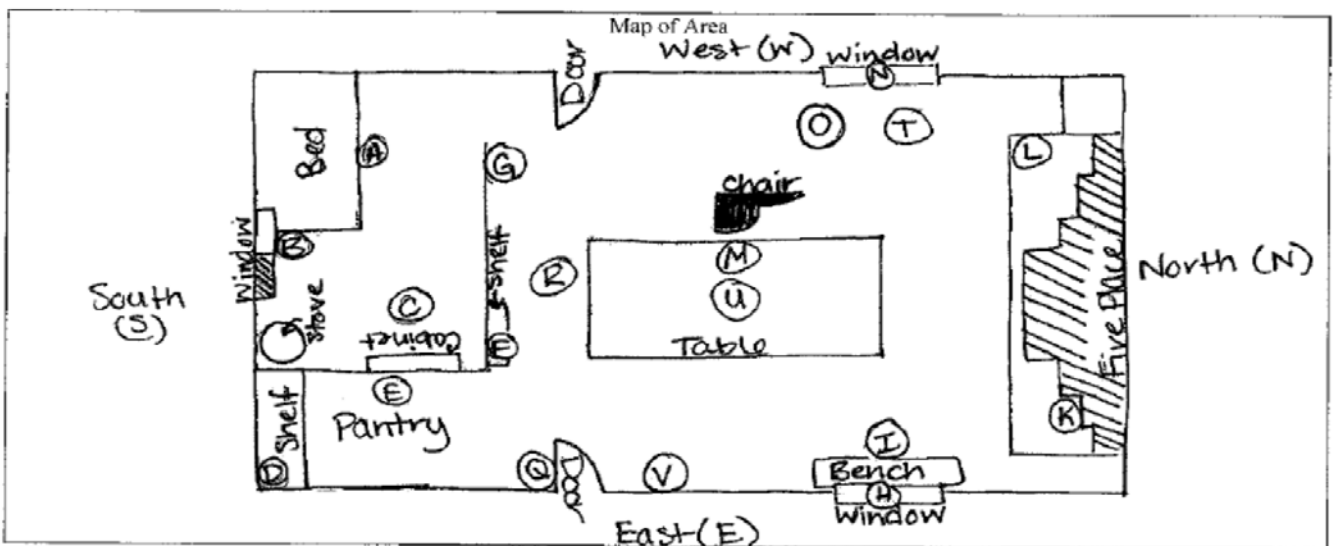 Map of Area
West (W)
Window
N
Door
O
T
Bed
A
G
L
chair
Window
B
shelf
R
M
U
Table
Fire Place
North (N)
South
(S)
stove
C
Cabinet
F
E
Pantry
shelf
D
K
I
Q
Door
V
Bench
H
Window
East (E)